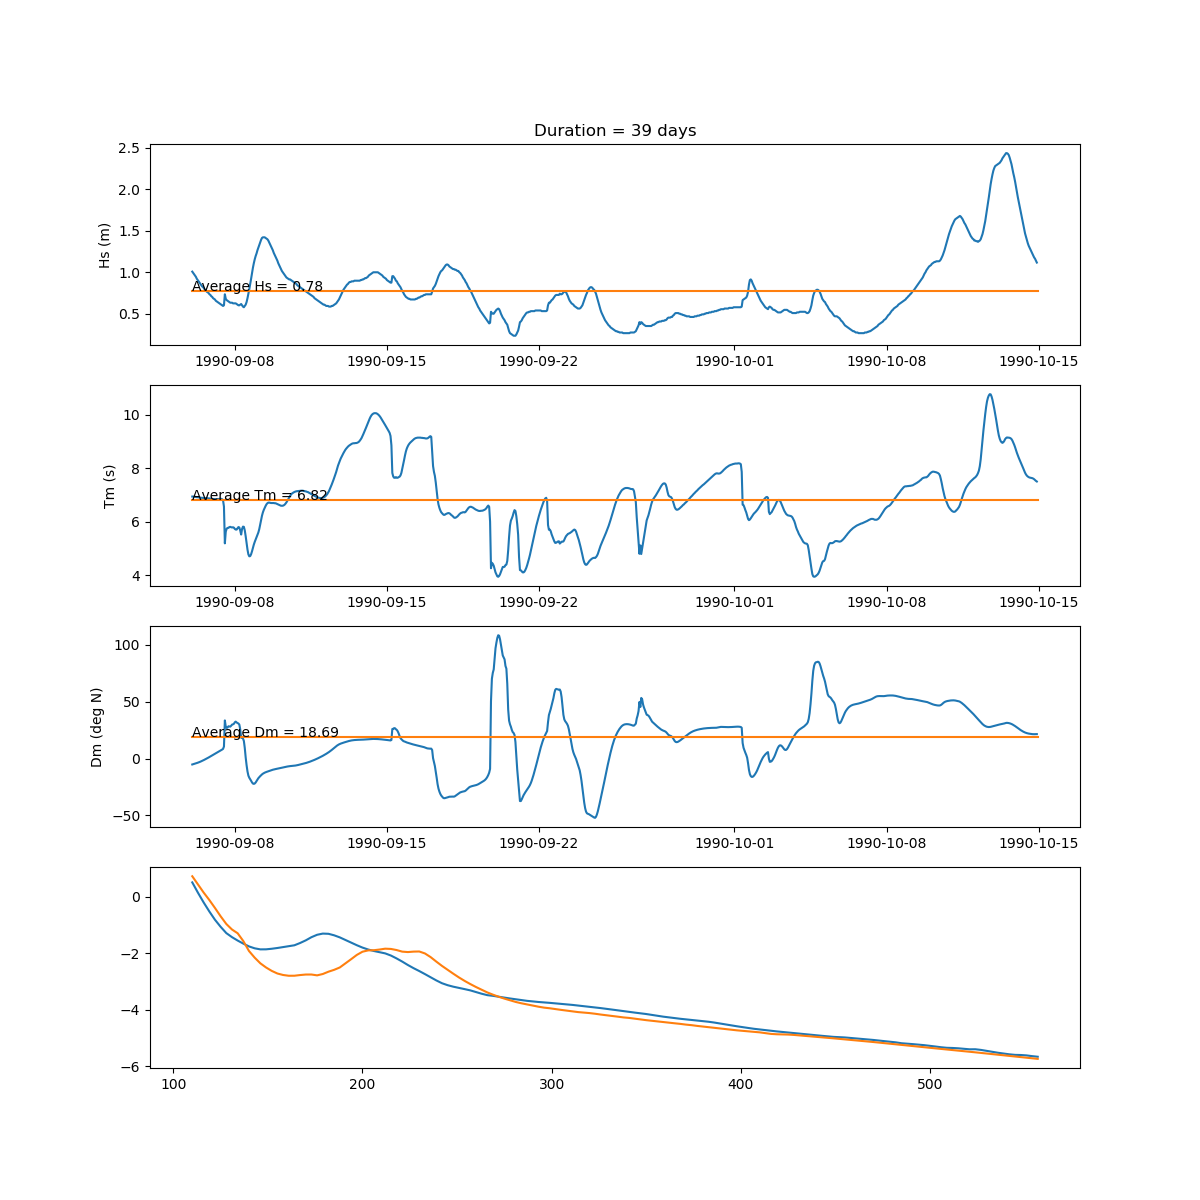 Duration = 39 days
2.5
2.0
1.5
1.0
0.5
Hs (m)
Average Hs = 0.78
1990-09-08 1990-09-15 1990-09-22 1990-10-01 1990-10-08 1990-10-15
10
8
6
4
Tm (s)
Average Tm = 6.82
1990-09-08 1990-09-15 1990-09-22 1990-10-01 1990-10-08 1990-10-15
100
50
0
−50
Dm (deg N)
Average Dm = 18.69
1990-09-08 1990-09-15 1990-09-22 1990-10-01 1990-10-08 1990-10-15
0
−2
−4
−6
100 200 300 400 500